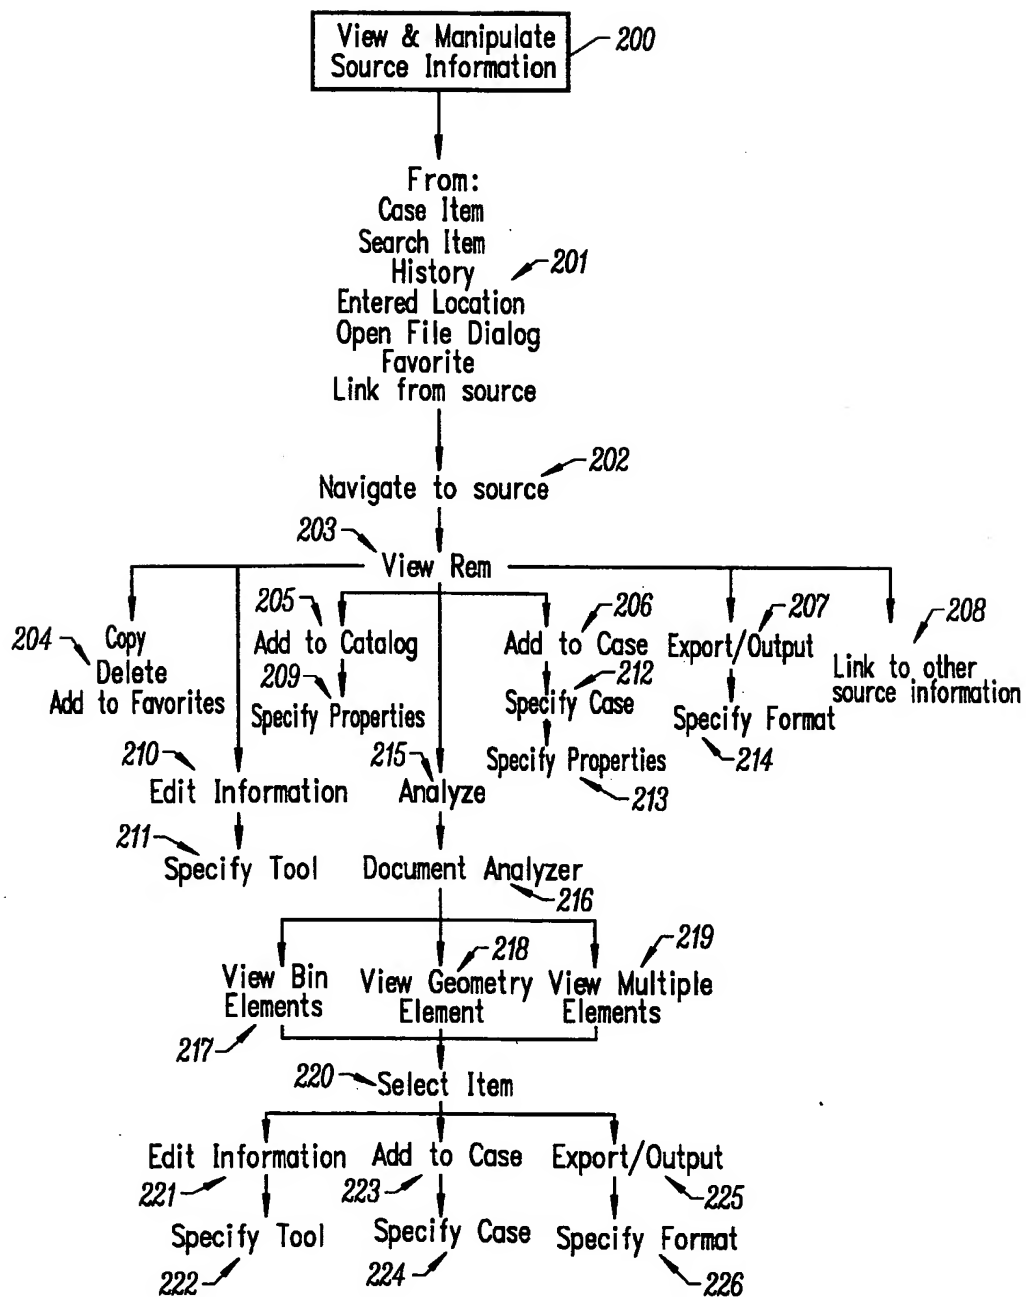 View & Manipulate
Source Information
200
From:
Case Item
Search Item
History
201
Entered Location
Open File Dialog
Favorite
Link from source
202
Navigate to source
203
View Rem
204
Copy
Delete
Add to Favorites
205
Add to Catalog
206
Add to Case
207
Export/Output
208
Link to other
source information
209
Specify Properties
212
Specify Case
Specify Format
214
210
Edit Information
215
Analyze
Specify Properties
213
211
Specify Tool
Document Analyzer
216
218
219
View Bin
Elements
217
View Geometry
Element
View Multiple
Elements
220
Select Item
Edit Information
221
Add to Case
223
Export/Output
225
Specify Tool
222
Specify Case
224
Specify Format
226